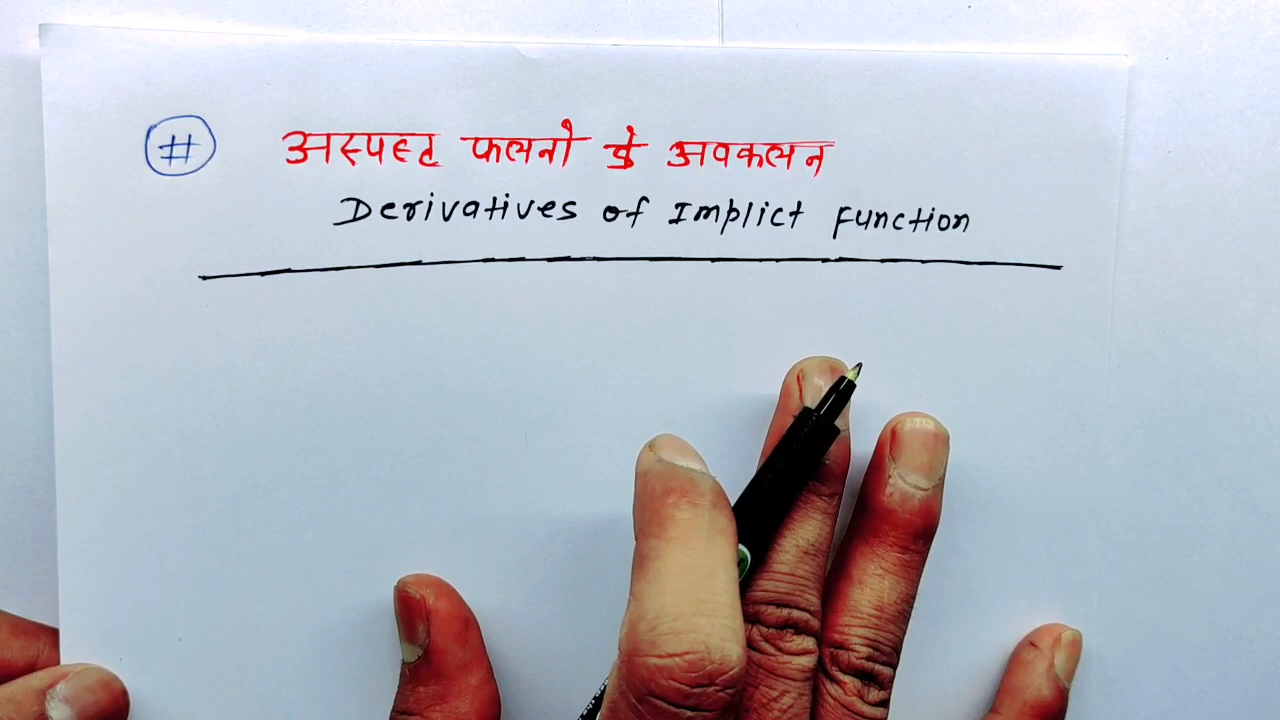 # अस्पष्ट फलनो के अवकलन
Derivatives of Implict Function